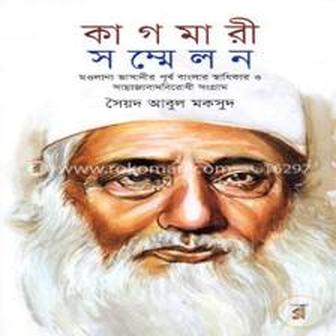 কাগমারী
সম্মেলন
মওলানা ভাসানীর পূর্ব বাংলার স্বাধিকার ও
সাম্রাজ্যবাদবিরোধী সংগ্রাম
সৈয়দ আবুল মকসুদ